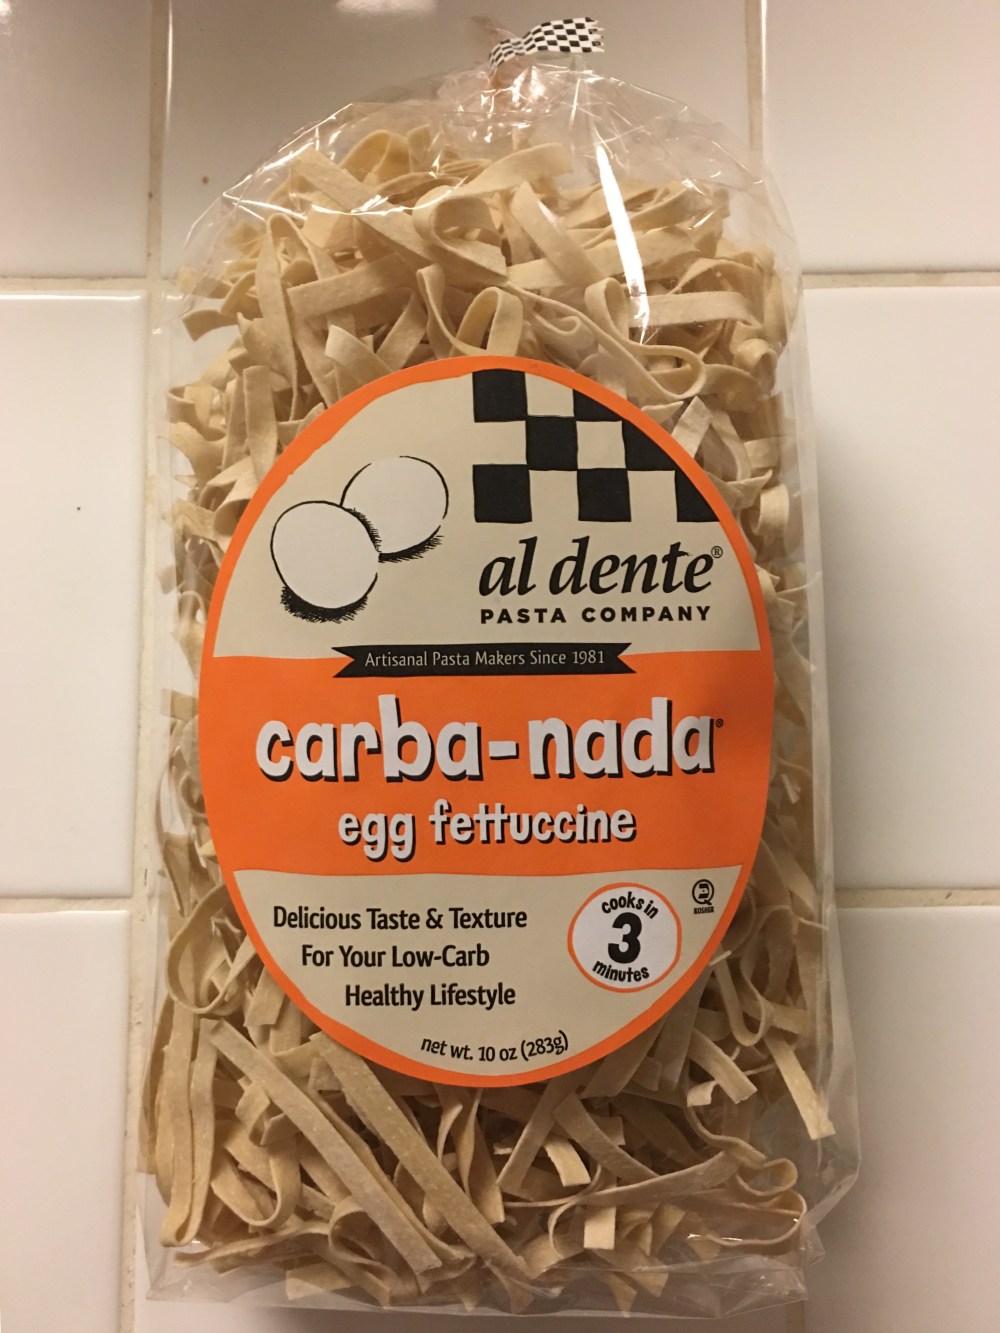 al dente®
PASTA COMPANY
Artisanal Pasta Makers Since 1981
carba-nada®
egg fettuccine
Delicious Taste & Texture
For Your Low-Carb
Healthy Lifestyle
cooks in
3
minutes
KOSHER
net wt. 10 oz (283g)